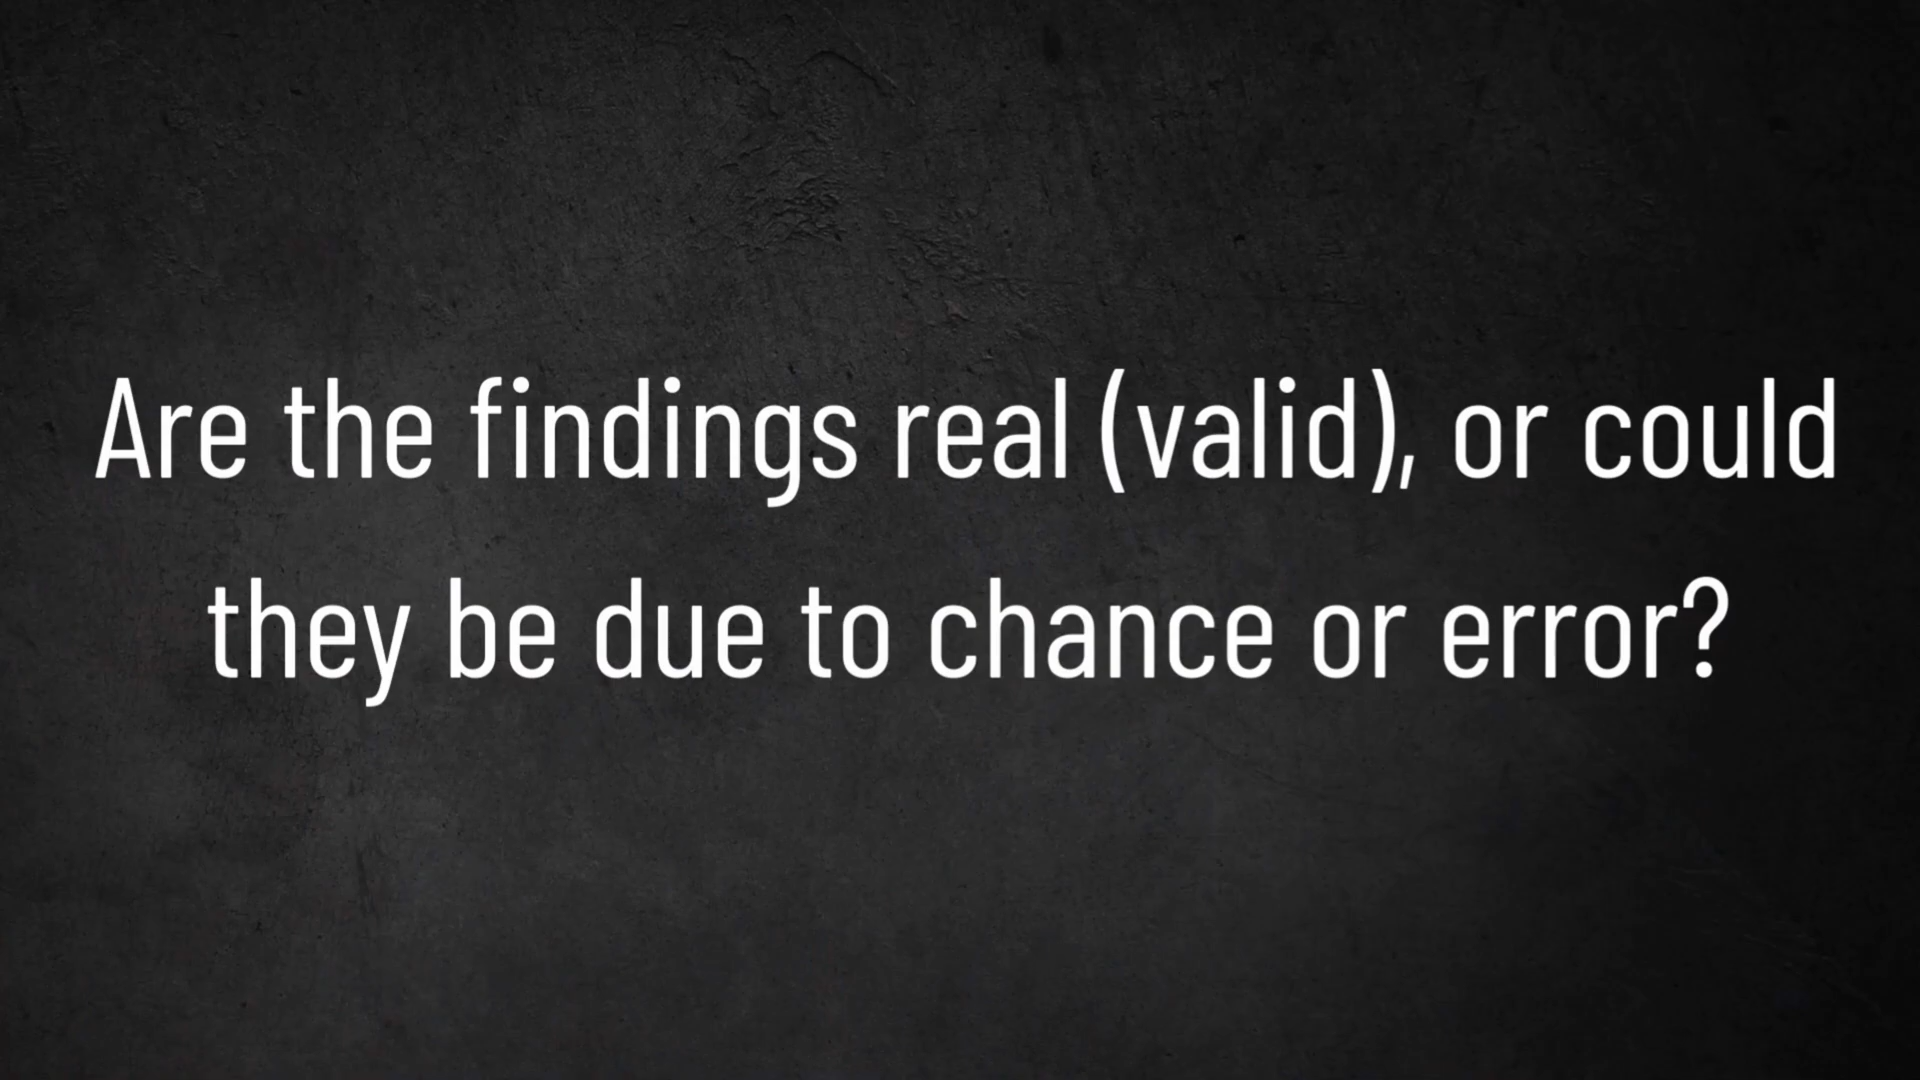 Are the findings real (valid), or could
they be due to chance or error?